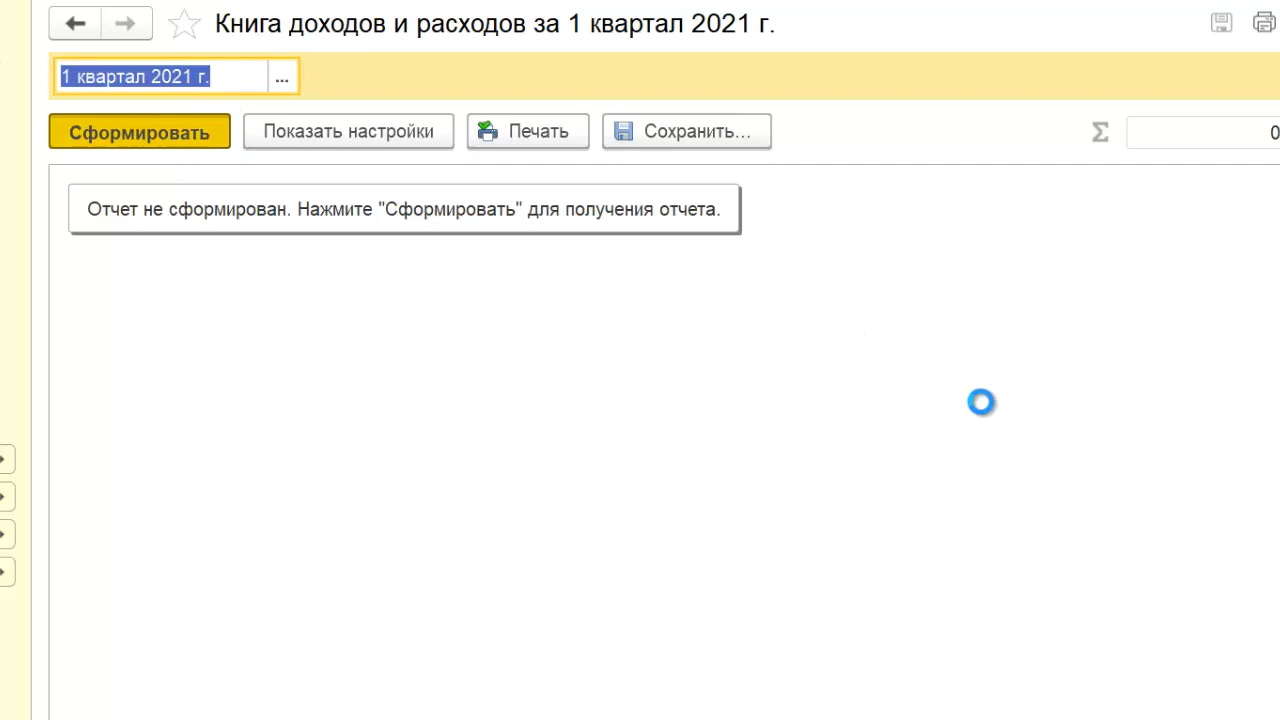 Книга доходов и расходов за 1 квартал 2021 г.
1 квартал 2021 г.
...
Сформировать
Показать настройки
Печать
Сохранить...
Σ
0
Отчет не сформирован. Нажмите "Сформировать" для получения отчета.